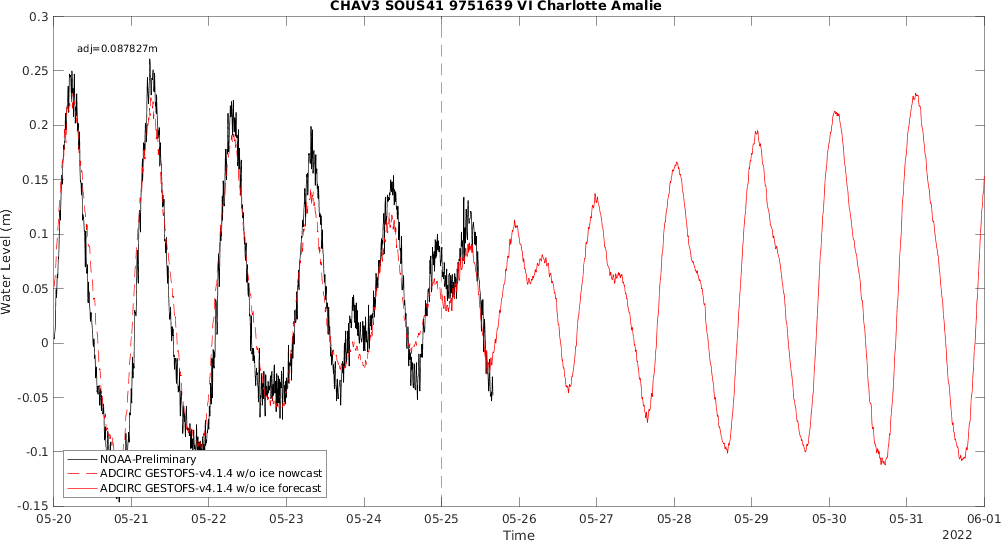 CHAV3 SOUS41 9751639 VI Charlotte Amalie
adj=0.087827m
0.3
0.25
0.2
0.15
0.1
0.05
0
-0.05
-0.1
-0.15
Water Level (m)
NOAA-Preliminary
ADCIRC GESTOFS-v4.1.4 w/o ice nowcast
ADCIRC GESTOFS-v4.1.4 w/o ice forecast
05-20 05-21 05-22 05-23 05-24 05-25 05-26 05-27 05-28 05-29 05-30 05-31 06-01
Time
2022